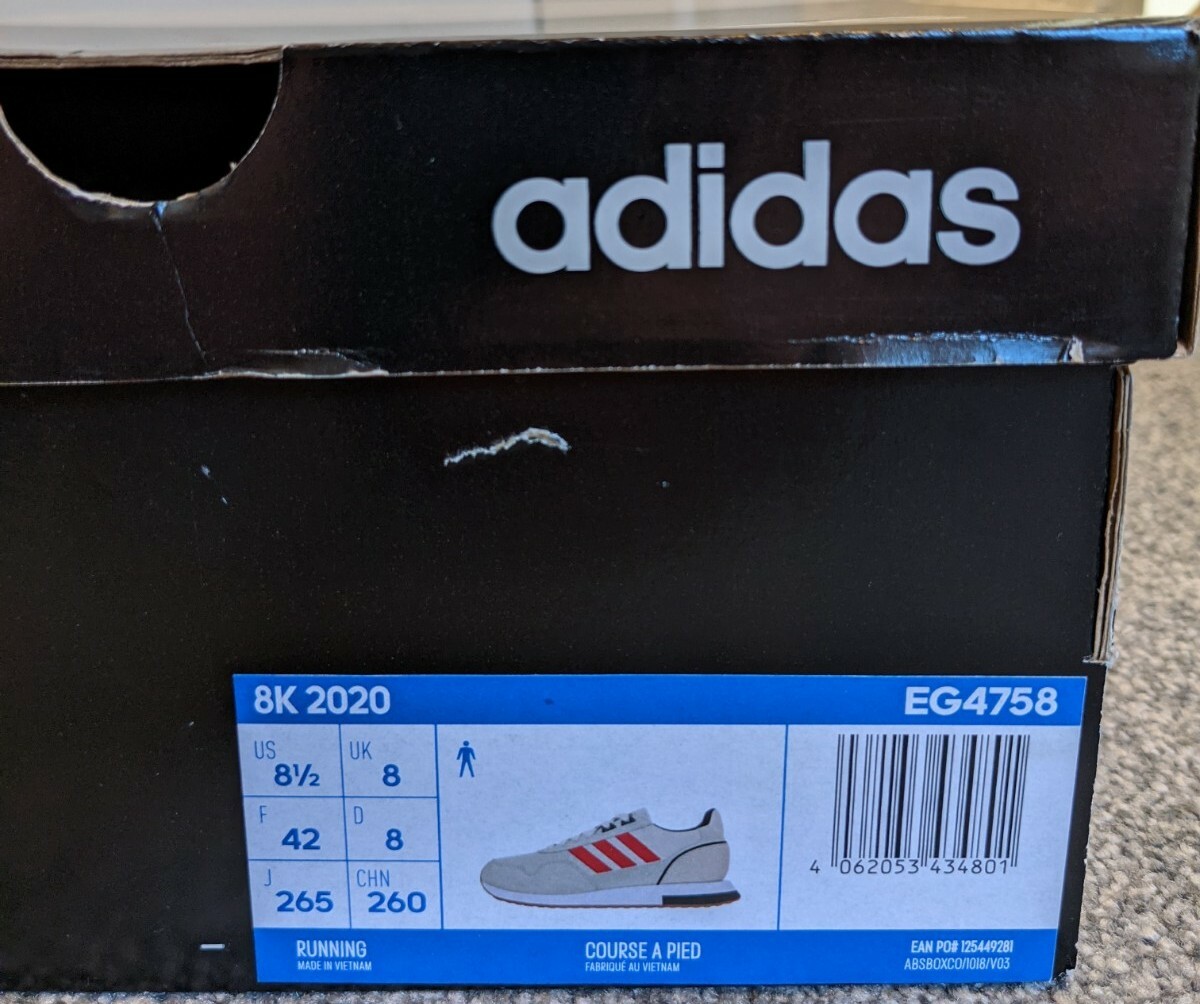 adidas
8K 2020 EG4758
US 8½ UK 8
F 42 D 8
J 265 CHN 260
4 062053 434801
RUNNING
MADE IN VIETNAM
COURSE A PIED
FABRIQUÉ AU VIETNAM
EAN PO# 125449281
ABSBOXCO/1018/V03